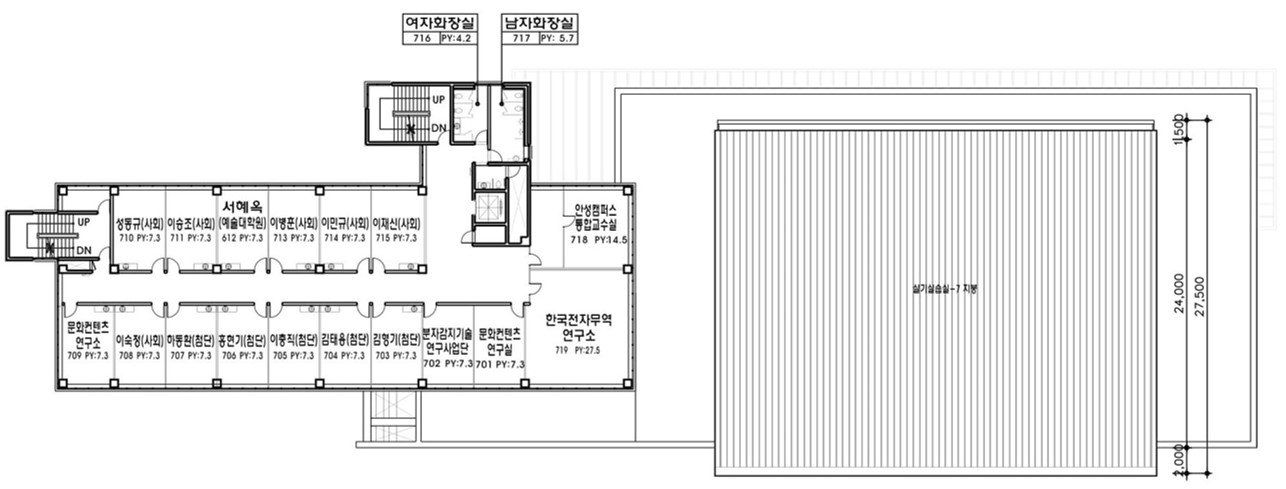 여자화장실
716 PY:4.2
남자화장실
717 PY: 5.7
UP
DN
UP
DN
성동규(사회)
710 PY:7.3
이승조(사회)
711 PY:7.3
서혜옥
(예술대학원)
612 PY:7.3
이병훈(사회)
713 PY:7.3
이민규(사회)
714 PY:7.3
이재신(사회)
715 PY:7.3
안성캠퍼스
통합교수실
718 PY:14.5
문화컨텐츠
연구소
709 PY:7.3
이숙정(사회)
708 PY:7.3
하동원(첨단)
707 PY:7.3
홍현기(첨단)
706 PY:7.3
이충직(첨단)
705 PY:7.3
김태용(첨단)
704 PY:7.3
김형기(첨단)
703 PY:7.3
분자감지기술
연구사업단
702 PY:7.3
문화컨텐츠
연구실
701 PY:7.3
한국전자무역
연구소
719 PY:27.5
실기실습실-7 지붕
1,500
24,000
27,500
2,000